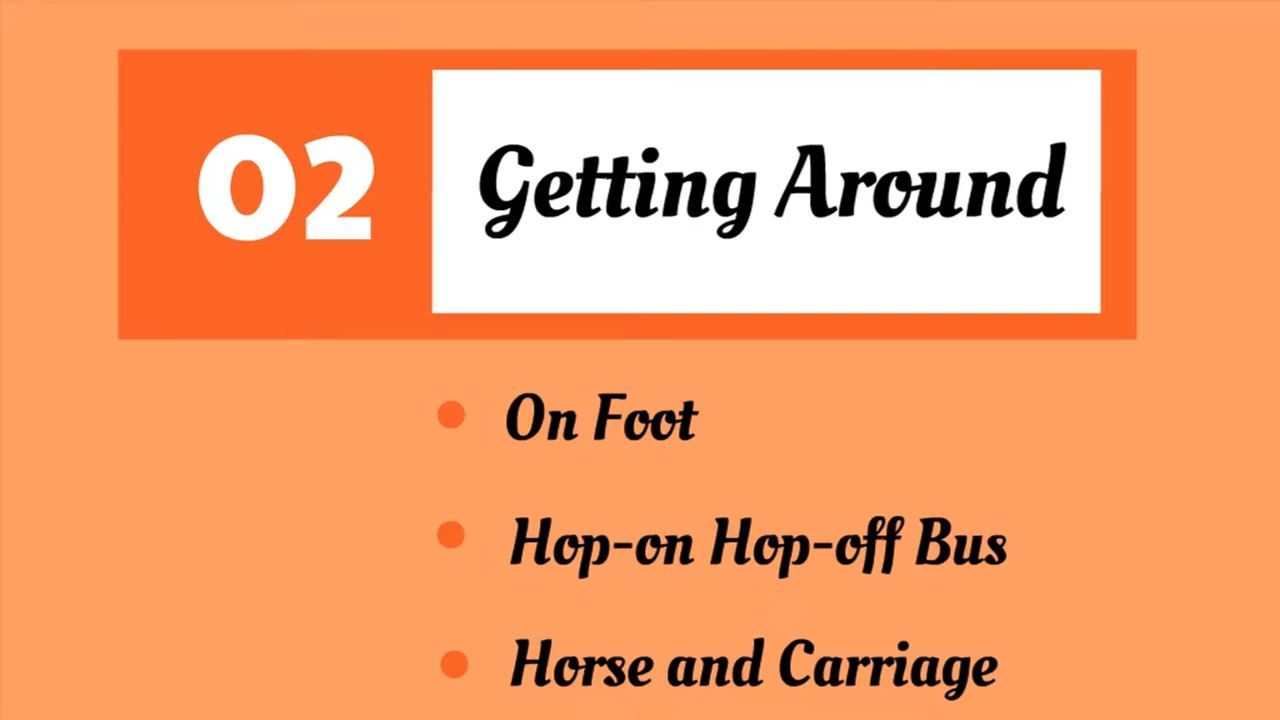 02
Getting Around
On Foot
Hop-on Hop-off Bus
Horse and Carriage